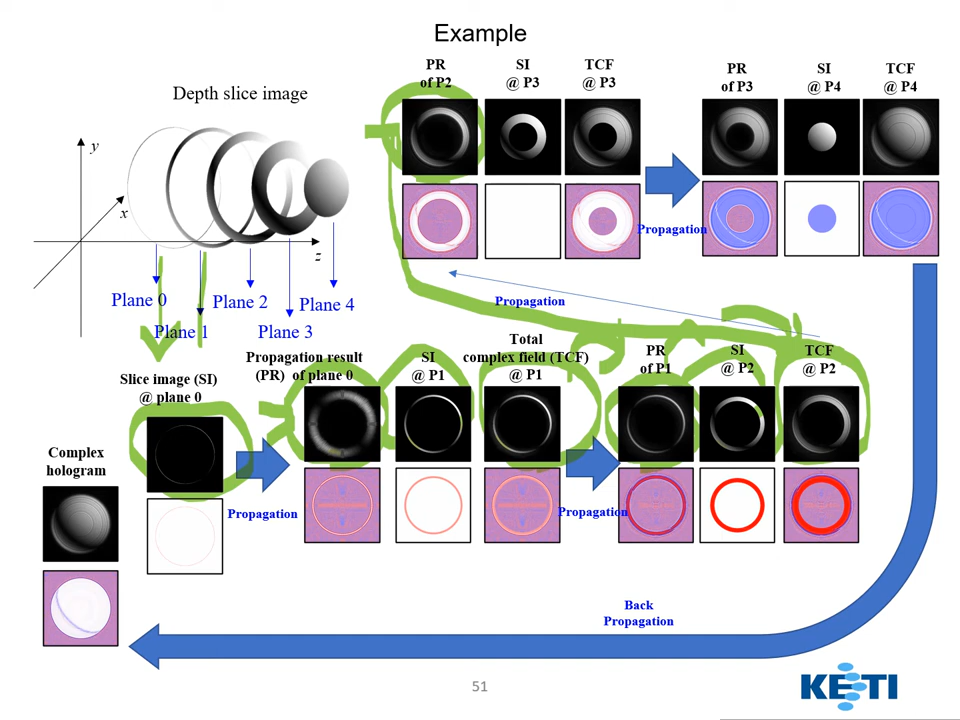 Example
Depth slice image
y
x
z
Plane 0
Plane 1
Plane 2
Plane 3
Plane 4
PR
of P2
SI
@ P3
TCF
@ P3
PR
of P3
SI
@ P4
TCF
@ P4
Propagation
Propagation
Slice image (SI)
@ plane 0
Propagation result
(PR) of plane 0
SI
@ P1
Total
complex field (TCF)
@ P1
PR
of P1
SI
@ P2
TCF
@ P2
Complex
hologram
Propagation
Propagation
Back
Propagation
51
KETI